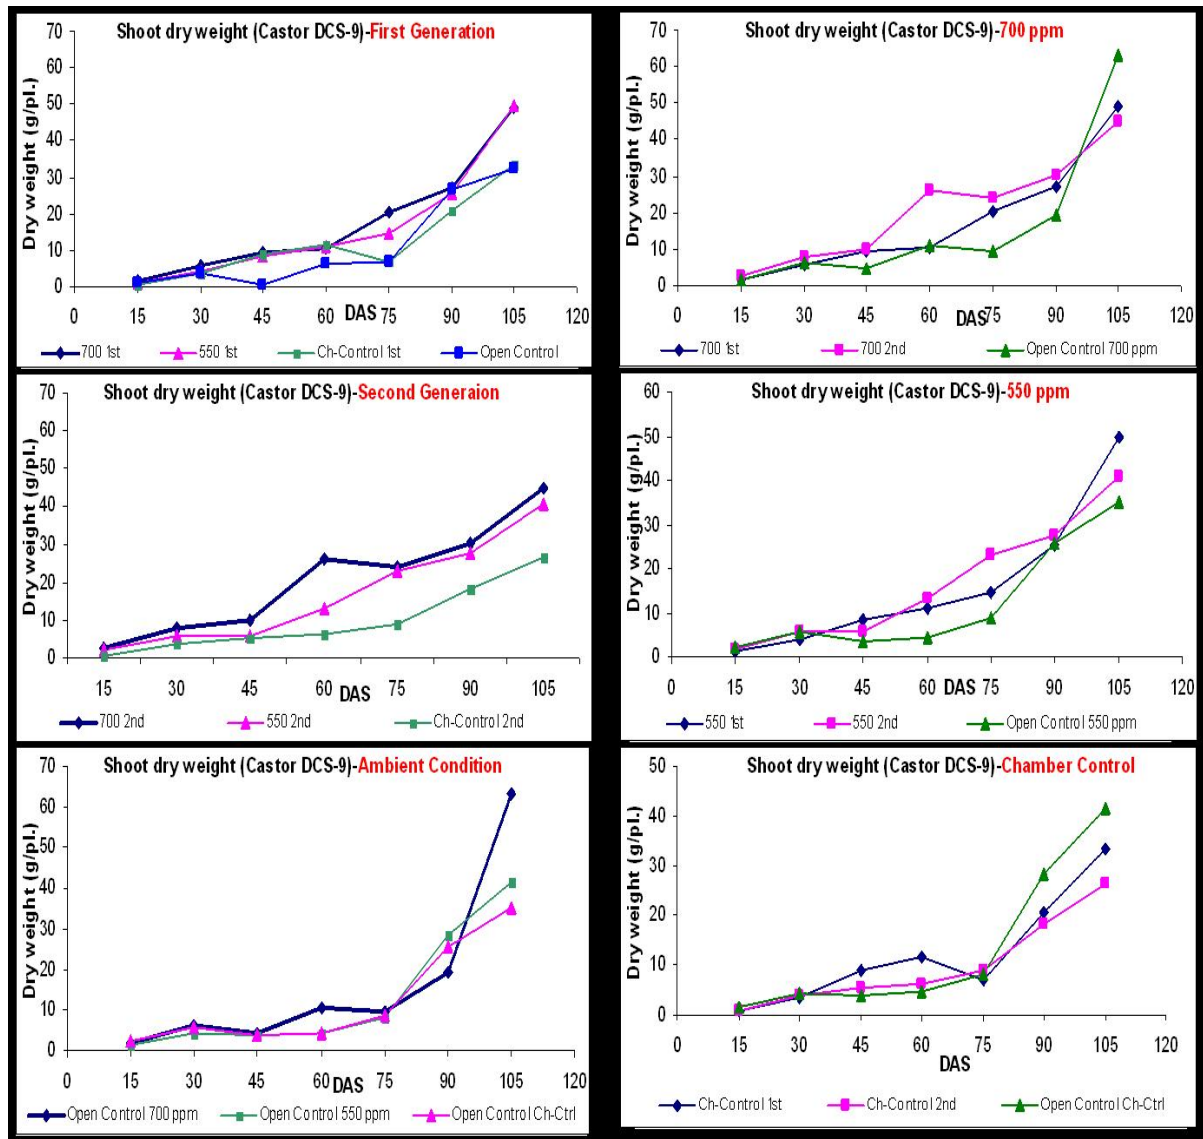 Shoot dry weight (Castor DCS-9)-First Generation
Dry weight (g/pl.)
70
60
50
40
30
20
10
0
0 15 30 45 60 75 90 105 120
DAS
700 1st 550 1st Ch-Control 1st Open Control
Shoot dry weight (Castor DCS-9)-700 ppm
Dry weight (g/pl.)
70
60
50
40
30
20
10
0
0 15 30 45 60 75 90 105 120
DAS
700 1st 700 2nd Open Control 700 ppm
Shoot dry weight (Castor DCS-9)-Second Generaion
Dry weight (g/pl.)
70
60
50
40
30
20
10
0
15 30 45 60 75 90 105
DAS
700 2nd 550 2nd Ch-Control 2nd
Shoot dry weight (Castor DCS-9)-550 ppm
Dry weight (g/pl.)
60
50
40
30
20
10
0
0 15 30 45 60 75 90 105 120
DAS
550 1st 550 2nd Open Control 550 ppm
Shoot dry weight (Castor DCS-9)-Ambient Condition
Dry weight (g/pl.)
70
60
50
40
30
20
10
0
0 15 30 45 60 75 90 105 120
DAS
Open Control 700 ppm Open Control 550 ppm Open Control Ch-Ctrl
Shoot dry weight (Castor DCS-9)-Chamber Control
Dry weight (g/pl.)
50
40
30
20
10
0
0 15 30 45 60 75 90 105 120
DAS
Ch-Control 1st Ch-Control 2nd Open Control Ch-Ctrl